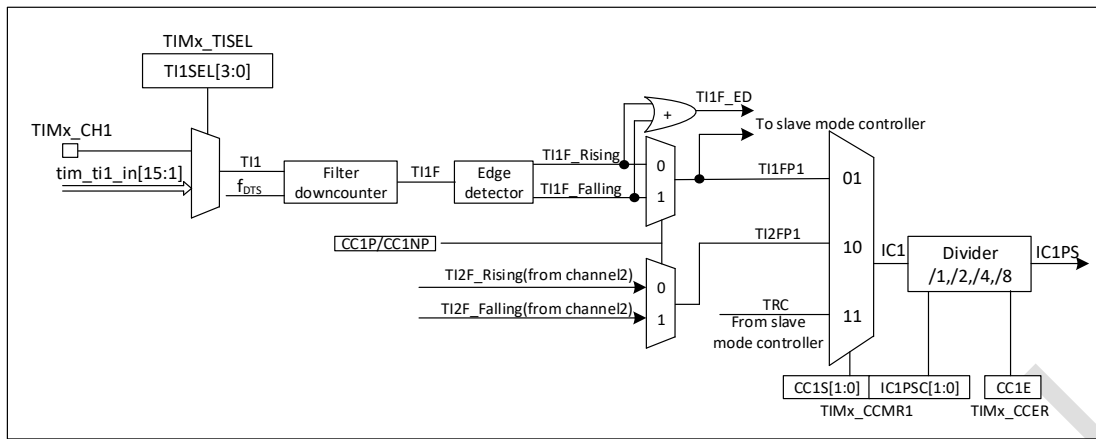 TIMx_TISEL
TI1SEL[3:0]
TIMx_CH1
tim_ti1_in[15:1]
TI1
fDTS
Filter
downcounter
TI1F
Edge
detector
TI1F_Rising
TI1F_Falling
+
TI1F_ED
To slave mode controller
0
1
TI1FP1
CC1P/CC1NP
TI2F_Rising(from channel2)
TI2F_Falling(from channel2)
0
1
TI2FP1
TRC
From slave
mode controller
01
10
11
IC1
Divider
/1,/2,/4,/8
IC1PS
CC1S[1:0]
IC1PSC[1:0]
TIMx_CCMR1
CC1E
TIMx_CCER